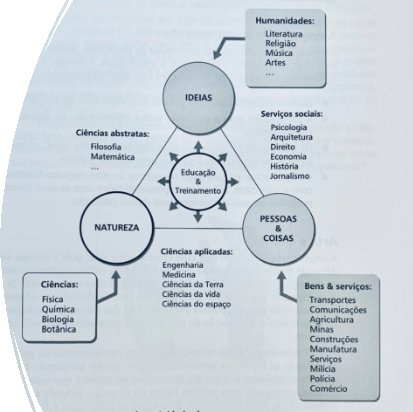 Humanidades:
Literatura
Religião
Música
Artes
...
IDEIAS
Ciências abstratas:
Filosofia
Matemática
...
Serviços sociais:
Psicologia
Arquitetura
Direito
Economia
História
Jornalismo
Educação
&
Treinamento
NATUREZA
PESSOAS
&
COISAS
Ciências aplicadas:
Engenharia
Medicina
Ciências da Terra
Ciências da vida
Ciências do espaço
Ciências:
Física
Química
Biologia
Botânica
Bens & serviços:
Transportes
Comunicações
Agricultura
Minas
Construções
Manufatura
Serviços
Milícia
Polícia
Comércio